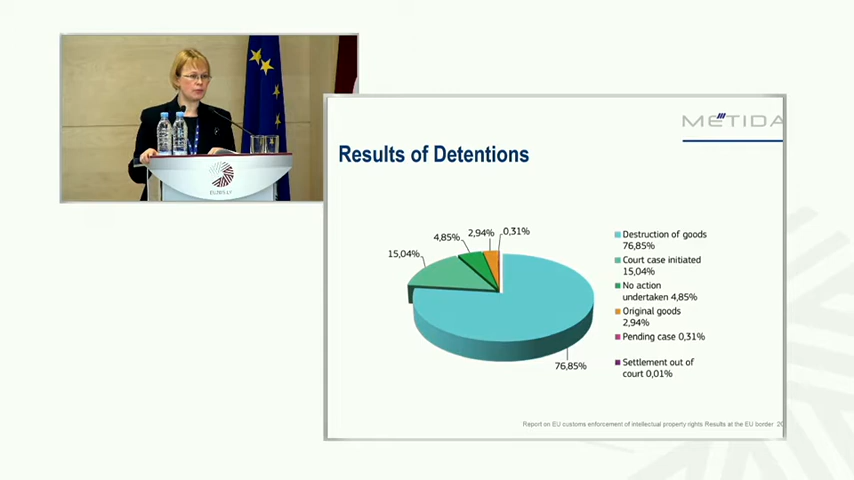 METIDA
Results of Detentions
4,85%
2,94%
0,31%
15,04%
76,85%
Destruction of goods
76,85%
Court case initiated
15,04%
No action
undertaken 4,85%
Original goods
2,94%
Pending case 0,31%
Settlement out of
court 0,01%
Report on EU customs enforcement of intellectual property rights Results at the EU border 20
EU2015.LV